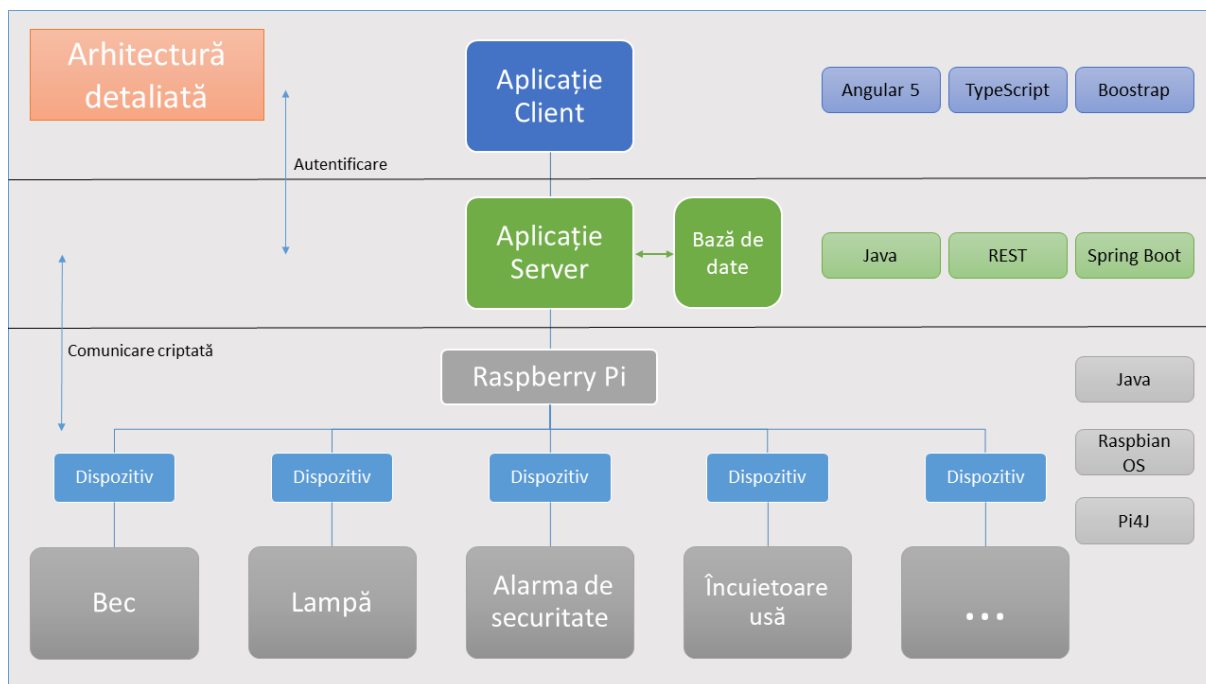 Arhitectură
detaliată
Aplicație
Client
Angular 5
TypeScript
Boostrap
Autentificare
Aplicație
Server
Bază de
date
Java
REST
Spring Boot
Comunicare criptată
Raspberry Pi
Java
Raspbian
OS
Pi4J
Dispozitiv
Dispozitiv
Dispozitiv
Dispozitiv
Dispozitiv
Bec
Lampă
Alarma de
securitate
Încuietoare
usă
...